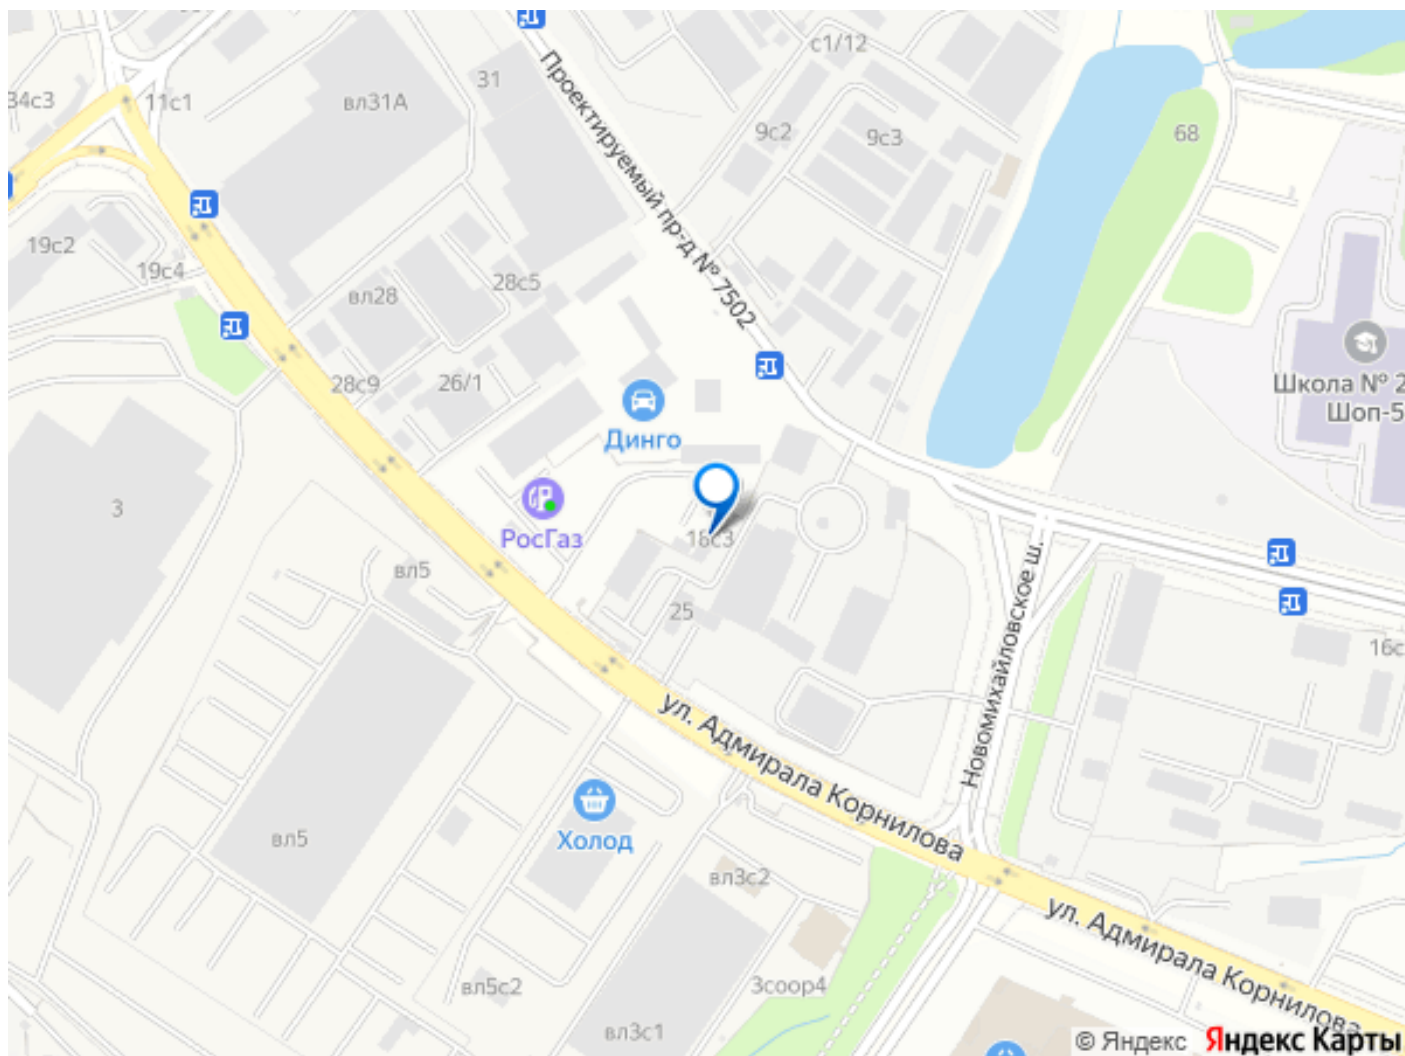 с1/12
31
34с3
11с1
вл31А
Проектируемый пр-д № 7502
9с2
9с3
68
19с2
19с4
вл28
28с5
28с9
26/1
Школа № 2
Шоп-5
Динго
3
РосГаз
18с3
вл5
25
Новомихайловское ш.
16с
ул. Адмирала Корнилова
вл5
Холод
вл3с2
ул. Адмирала Корнилова
вл5с2
3соор4
вл3с1
© Яндекс Яндекс Карты